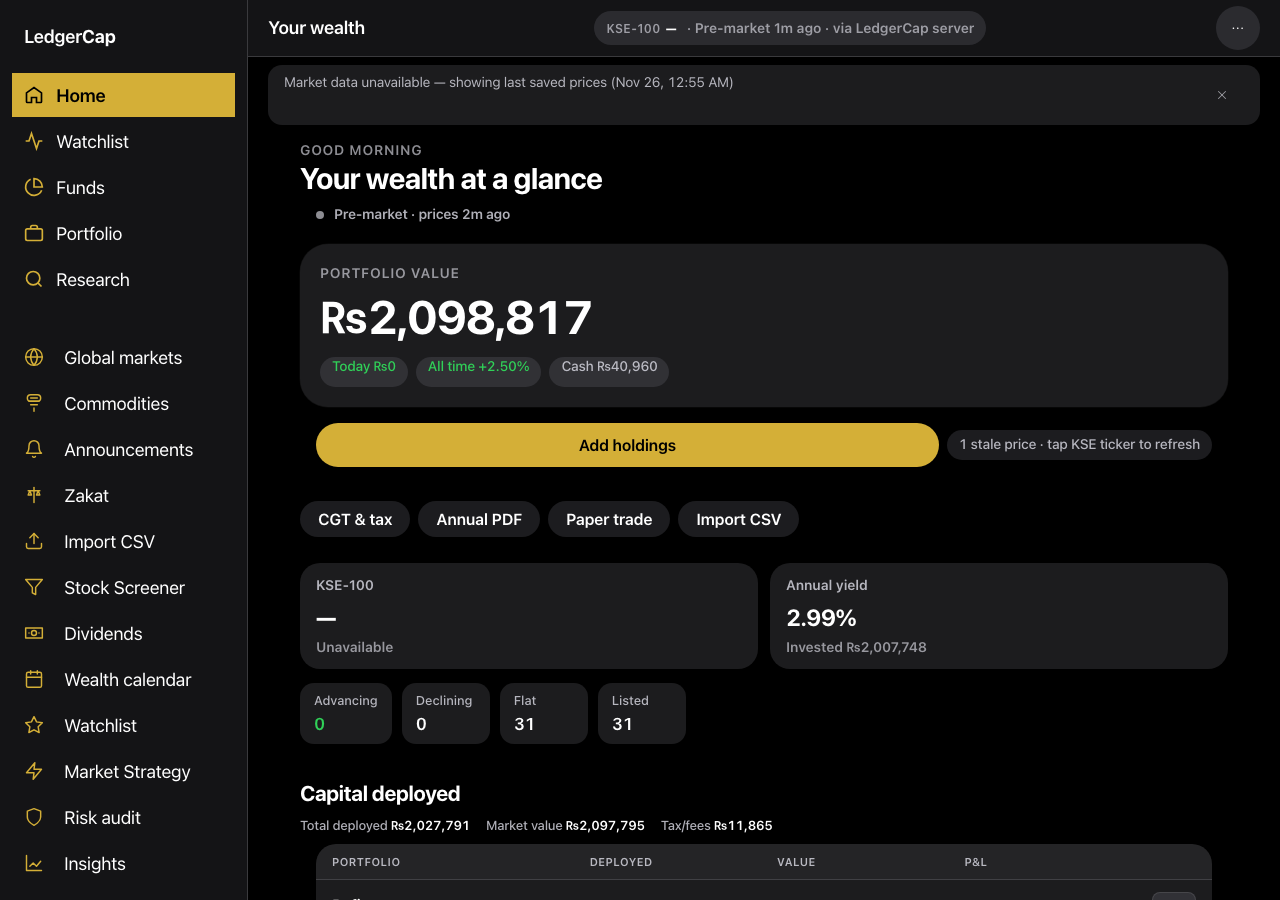 LedgerCap
Home
Watchlist
Funds
Portfolio
Research
Global markets
Commodities
Announcements
Zakat
Import CSV
Stock Screener
Dividends
Wealth calendar
Watchlist
Market Strategy
Risk audit
Insights
Your wealth
KSE-100 — · Pre-market 1m ago · via LedgerCap server
...
Market data unavailable — showing last saved prices (Nov 26, 12:55 AM)
×
GOOD MORNING
Your wealth at a glance
Pre-market · prices 2m ago
PORTFOLIO VALUE
₨2,098,817
Today ₨0 All time +2.50% Cash ₨40,960
Add holdings 1 stale price · tap KSE ticker to refresh
CGT & tax Annual PDF Paper trade Import CSV
KSE-100
—
Unavailable
Annual yield
2.99%
Invested ₨2,007,748
Advancing
0
Declining
0
Flat
31
Listed
31
Capital deployed
Total deployed ₨2,027,791 Market value ₨2,097,795 Tax/fees ₨11,865
PORTFOLIO DEPLOYED VALUE P&L